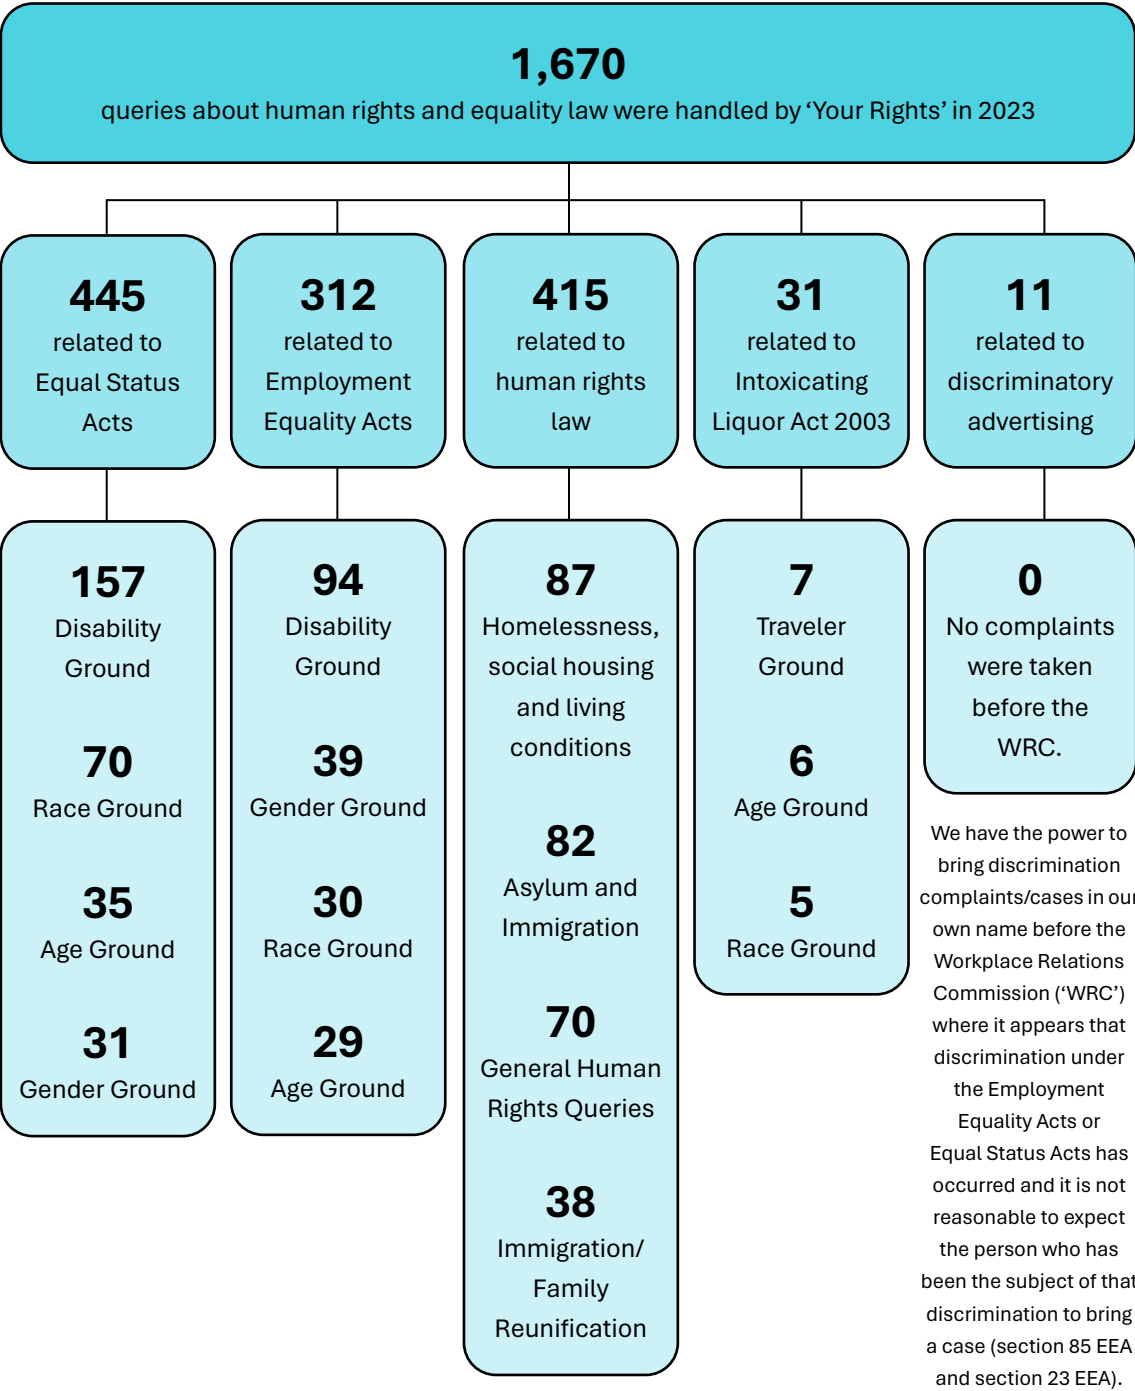 1,670
queries about human rights and equality law were handled by ‘Your Rights’ in 2023
445
related to
Equal Status
Acts
312
related to
Employment
Equality Acts
415
related to
human rights
law
31
related to
Intoxicating
Liquor Act 2003
11
related to
discriminatory
advertising
157
Disability
Ground
70
Race Ground
35
Age Ground
31
Gender Ground
94
Disability
Ground
39
Gender Ground
30
Race Ground
29
Age Ground
87
Homelessness,
social housing
and living
conditions
82
Asylum and
Immigration
70
General Human
Rights Queries
38
Immigration/
Family
Reunification
7
Traveler
Ground
6
Age Ground
5
Race Ground
0
No complaints
were taken
before the
WRC.
We have the power to
bring discrimination
complaints/cases in our
own name before the
Workplace Relations
Commission (‘WRC’)
where it appears that
discrimination under
the Employment
Equality Acts or
Equal Status Acts has
occurred and it is not
reasonable to expect
the person who has
been the subject of that
discrimination to bring
a case (section 85 EEA
and section 23 EEA).